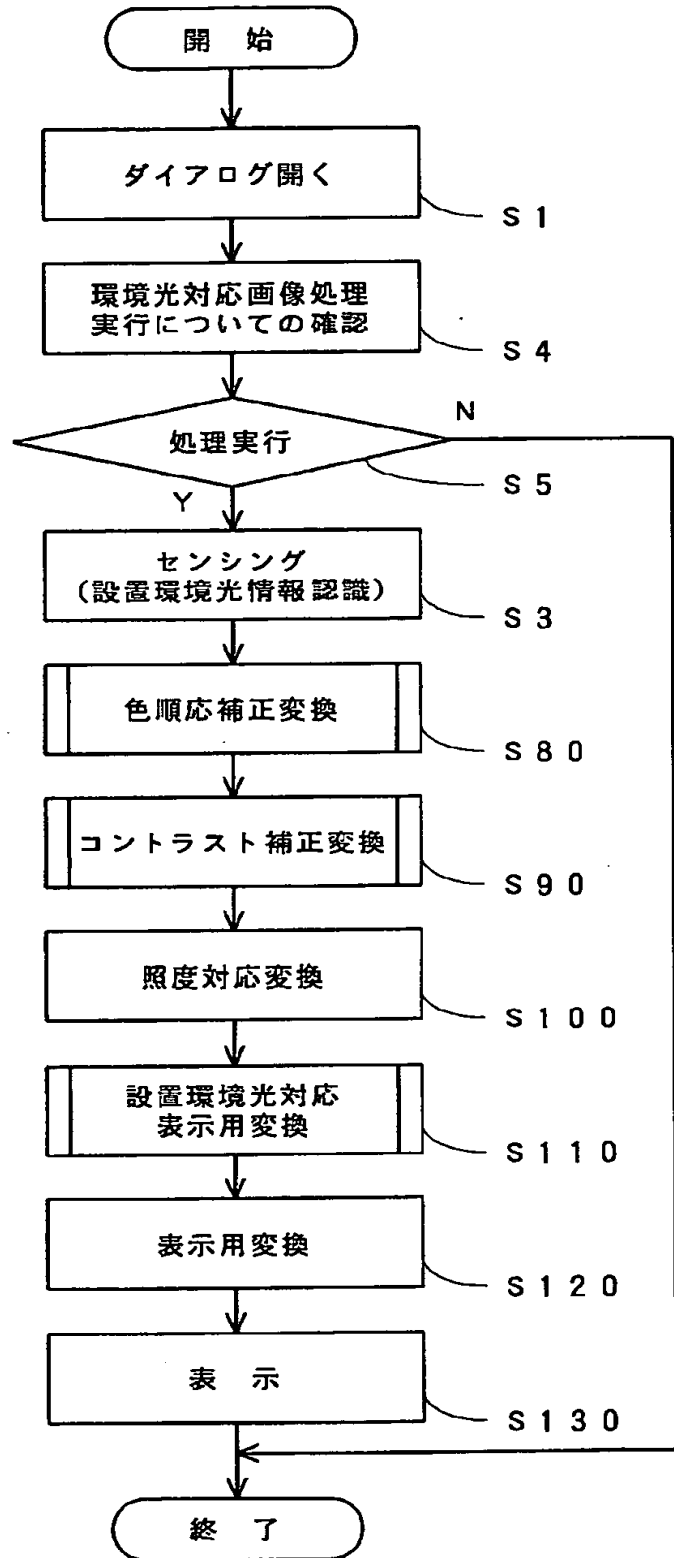 開 始
ダイアログ開く
S1
環境光対応画像処理
実行についての確認
S4
処理実行
N
S5
Y
センシング
(設置環境光情報認識)
S3
色順応補正変換
S80
コントラスト補正変換
S90
照度対応変換
S100
設置環境光対応
表示用変換
S110
表示用変換
S120
表 示
S130
終 了